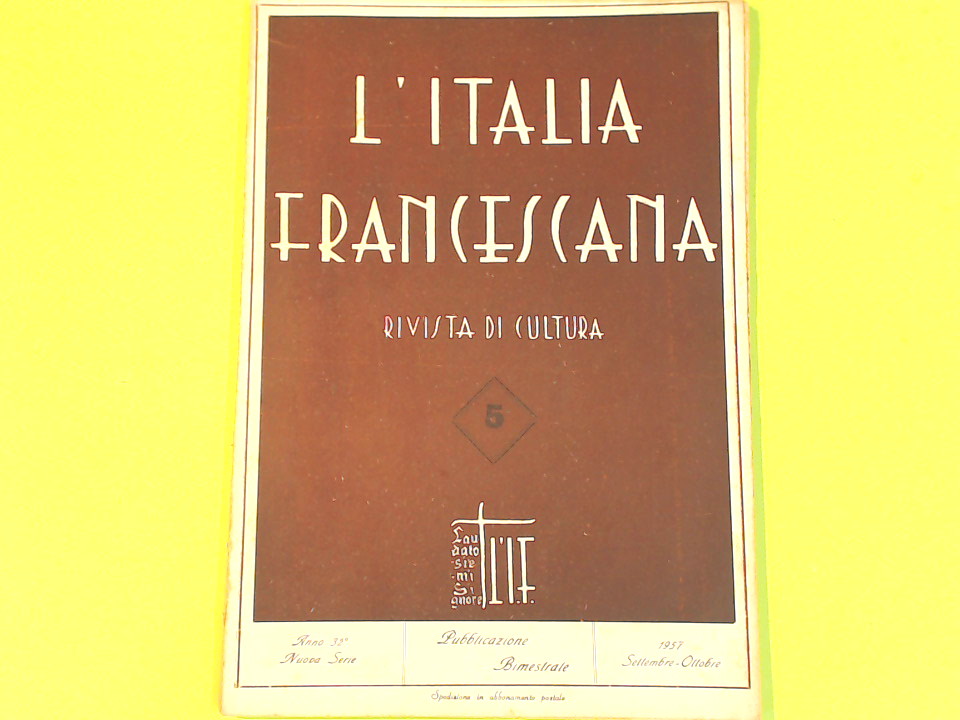 L'ITALIA
FRANCESCANA
RIVISTA DI CULTURA
5
Lau
dato
-sie
-mi
Si
gnore
L'I.F.
Anno 32°
Nuova Serie
Pubblicazione
Bimestrale
1957
Settembre-Ottobre
Spedizione in abbonamento postale